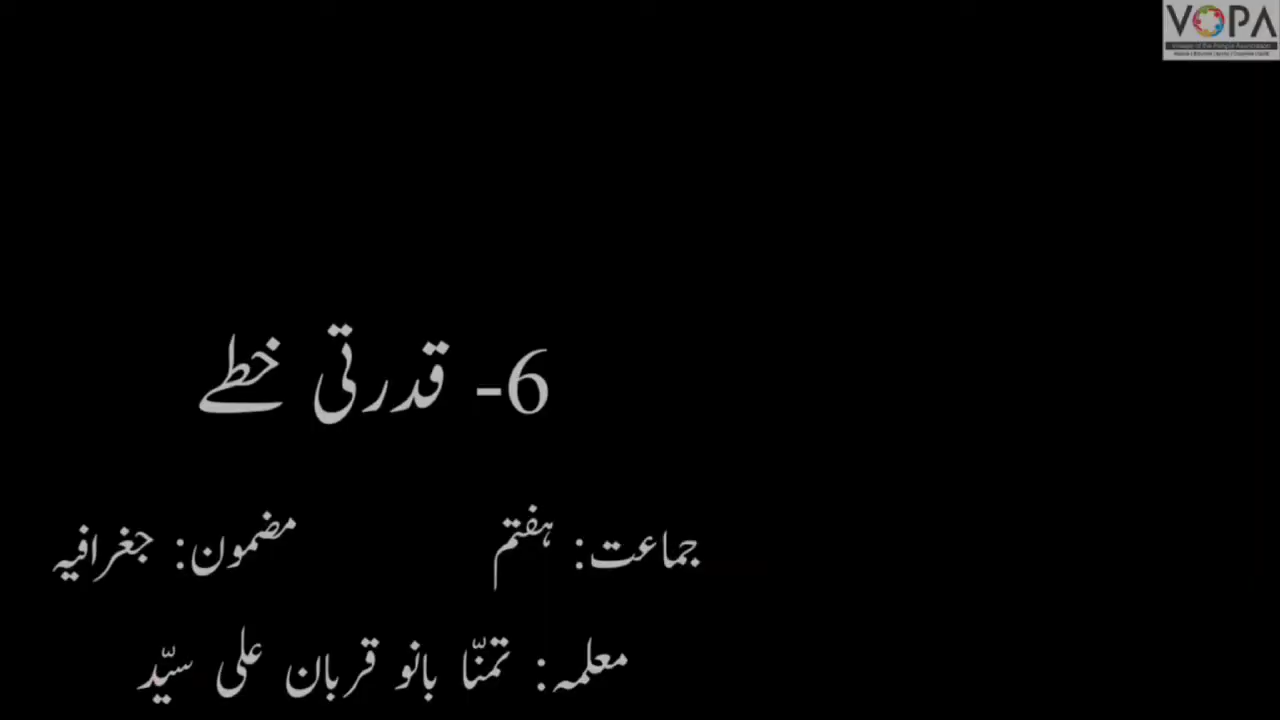 VOPA
6- قدرتی خطے
جماعت: ہفتم مضمون: جغرافیہ
معلمہ: تمنّا بانو قربان علی سیّد